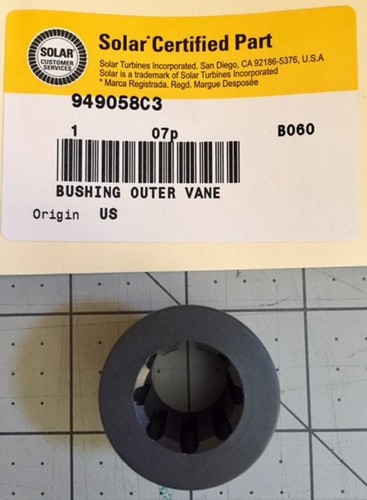 SOLAR
CUSTOMER
SERVICES
Solar* Certified Part
Solar Turbines Incorporated. San Diego, CA 92186-5376, U.S.A
Solar is a trademark of Solar Turbines Incorporated
* Marca Registrada. Regd. Margue Desposée
949058C3
1 07p B060
BUSHING OUTER VANE
Origin US